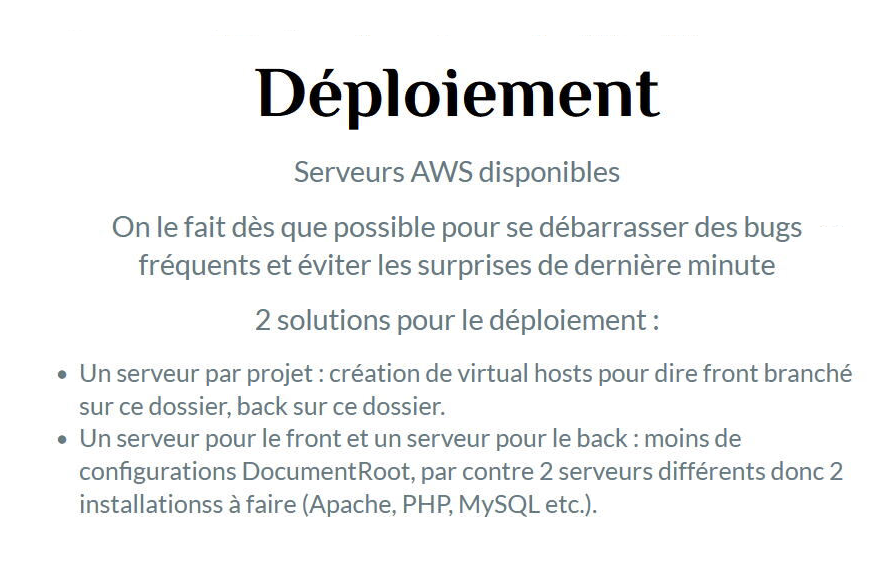 Déploiement
Serveurs AWS disponibles
On le fait dès que possible pour se débarrasser des bugs
fréquents et éviter les surprises de dernière minute
2 solutions pour le déploiement :
• Un serveur par projet : création de virtual hosts pour dire front branché
sur ce dossier, back sur ce dossier.
• Un serveur pour le front et un serveur pour le back : moins de
configurations DocumentRoot, par contre 2 serveurs différents donc 2
installationss à faire (Apache, PHP, MySQL etc.).